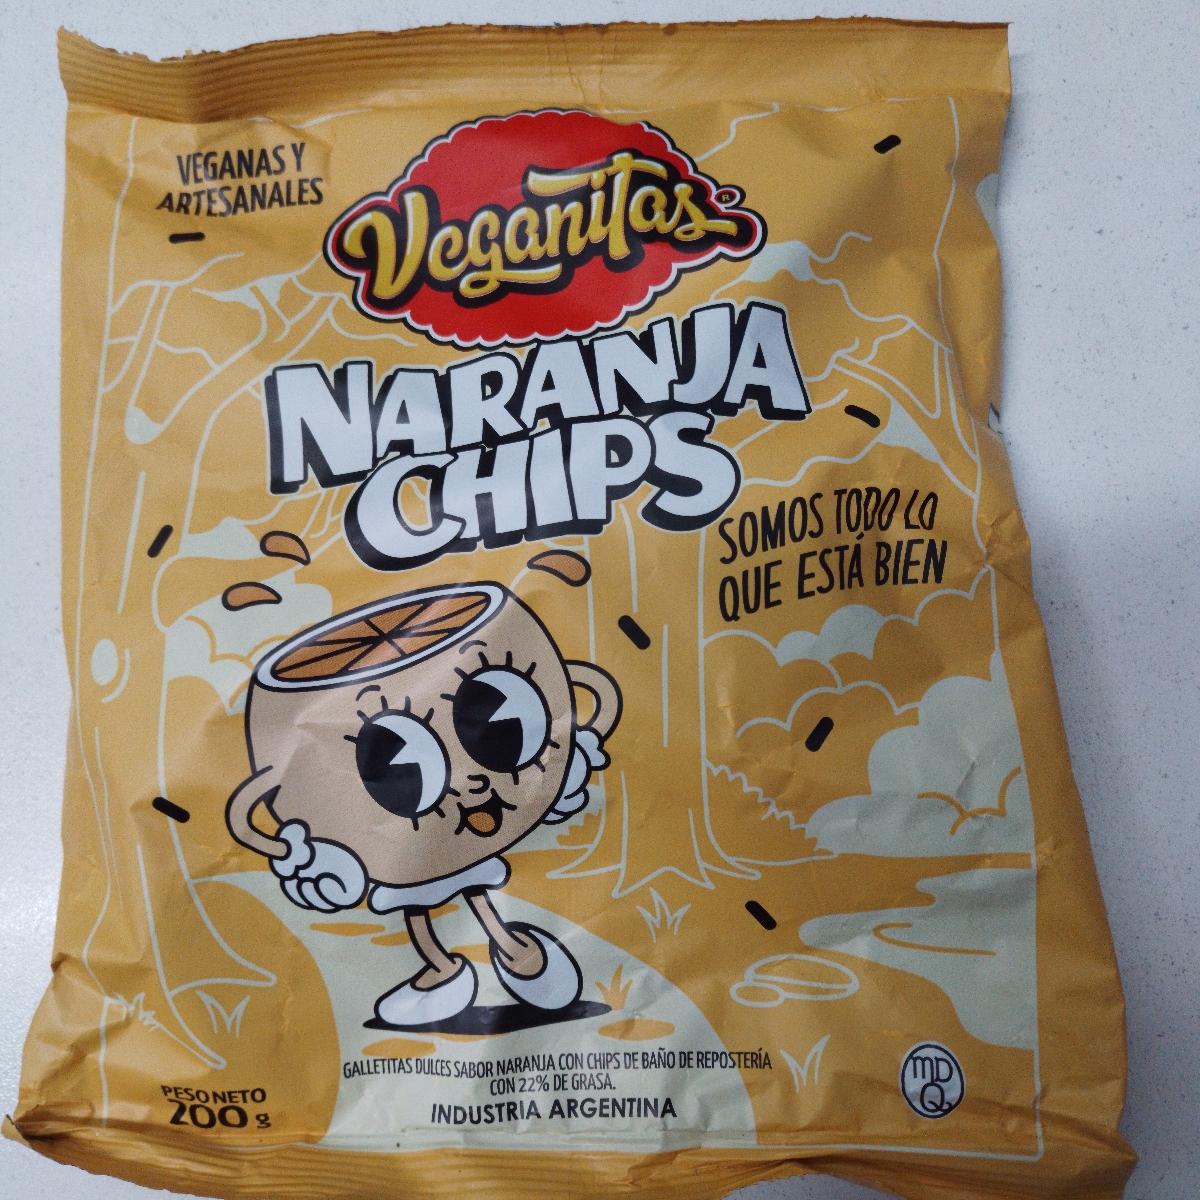 VEGANAS Y
ARTESANALES
Veganitas®
NARANJA
CHIPS
SOMOS TODO LO
QUE ESTÁ BIEN
GALLETITAS DULCES SABOR NARANJA CON CHIPS DE BAÑO DE REPOSTERÍA
CON 22% DE GRASA.
INDUSTRIA ARGENTINA
PESO NETO
200 g
MD
Q